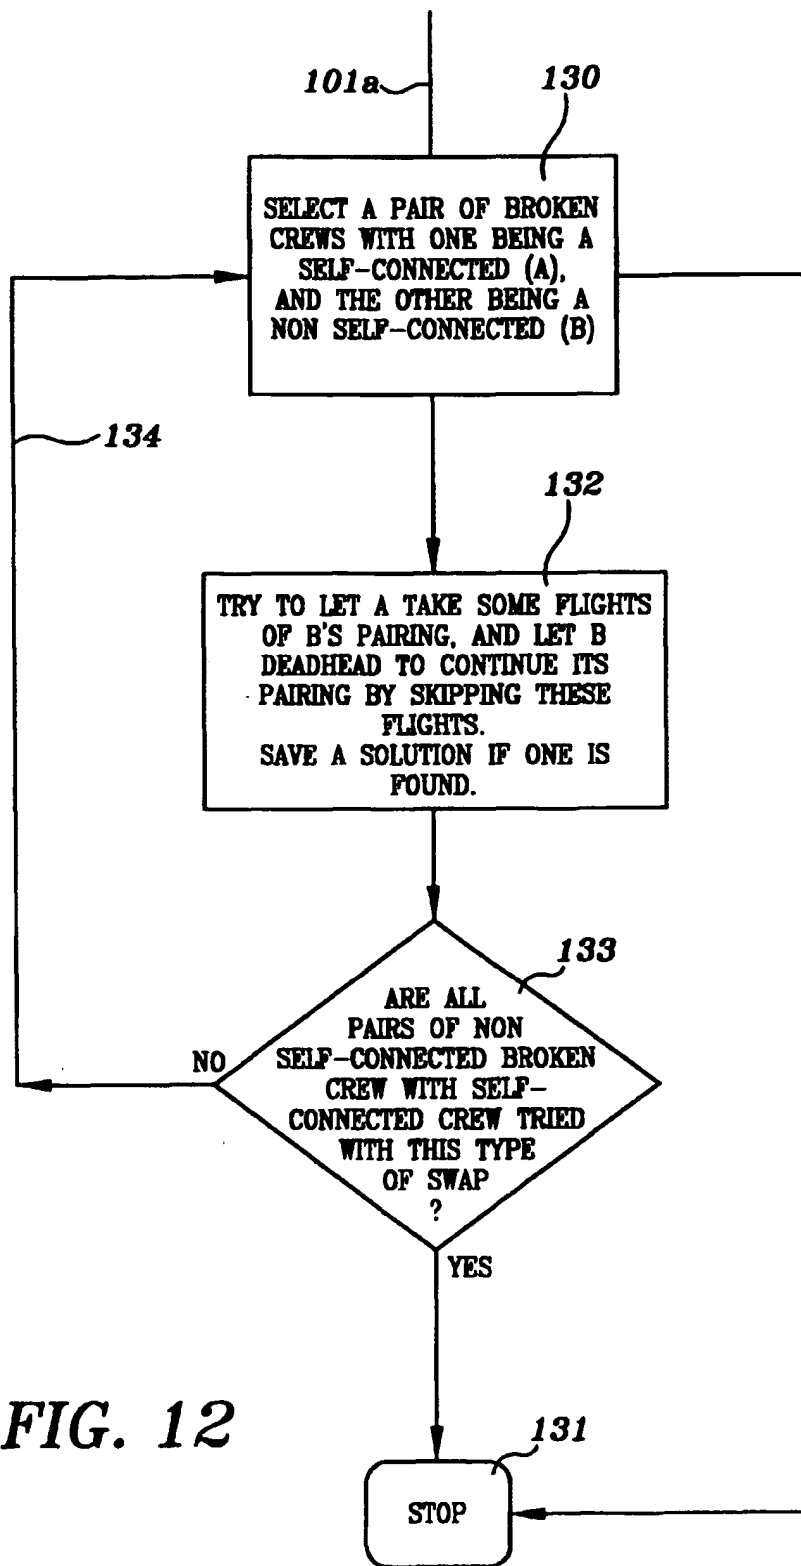 101a
130
SELECT A PAIR OF BROKEN
CREWS WITH ONE BEING A
SELF-CONNECTED (A),
AND THE OTHER BEING A
NON SELF-CONNECTED (B)
134
132
TRY TO LET A TAKE SOME FLIGHTS
OF B'S PAIRING, AND LET B
DEADHEAD TO CONTINUE ITS
PAIRING BY SKIPPING THESE
FLIGHTS.
SAVE A SOLUTION IF ONE IS
FOUND.
133
ARE ALL
PAIRS OF NON
SELF-CONNECTED BROKEN
CREW WITH SELF-
CONNECTED CREW TRIED
WITH THIS TYPE
OF SWAP
?
NO
YES
FIG. 12
131
STOP